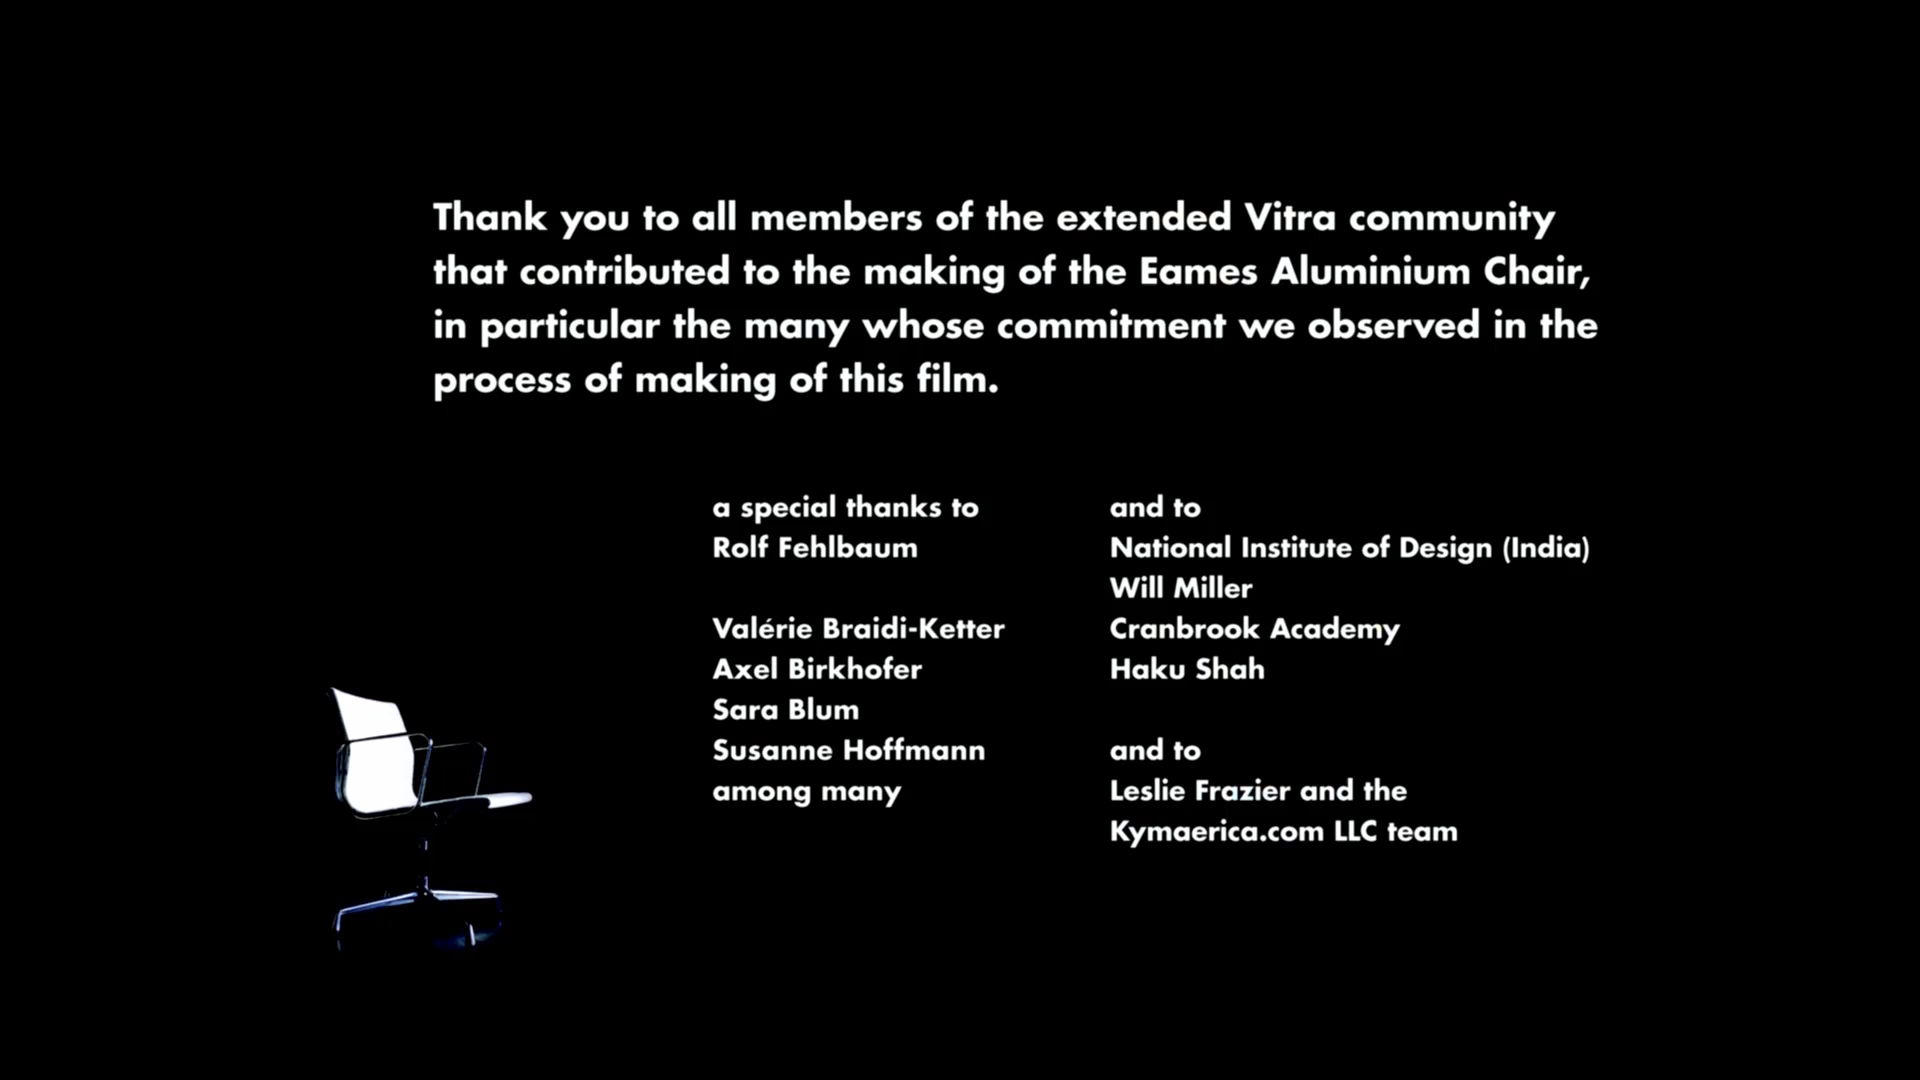 Thank you to all members of the extended Vitra community
that contributed to the making of the Eames Aluminium Chair,
in particular the many whose commitment we observed in the
process of making of this film.
a special thanks to
Rolf Fehlbaum
Valérie Braidi-Ketter
Axel Birkhofer
Sara Blum
Susanne Hoffmann
among many
and to
National Institute of Design (India)
Will Miller
Cranbrook Academy
Haku Shah
and to
Leslie Frazier and the
Kymaerica.com LLC team